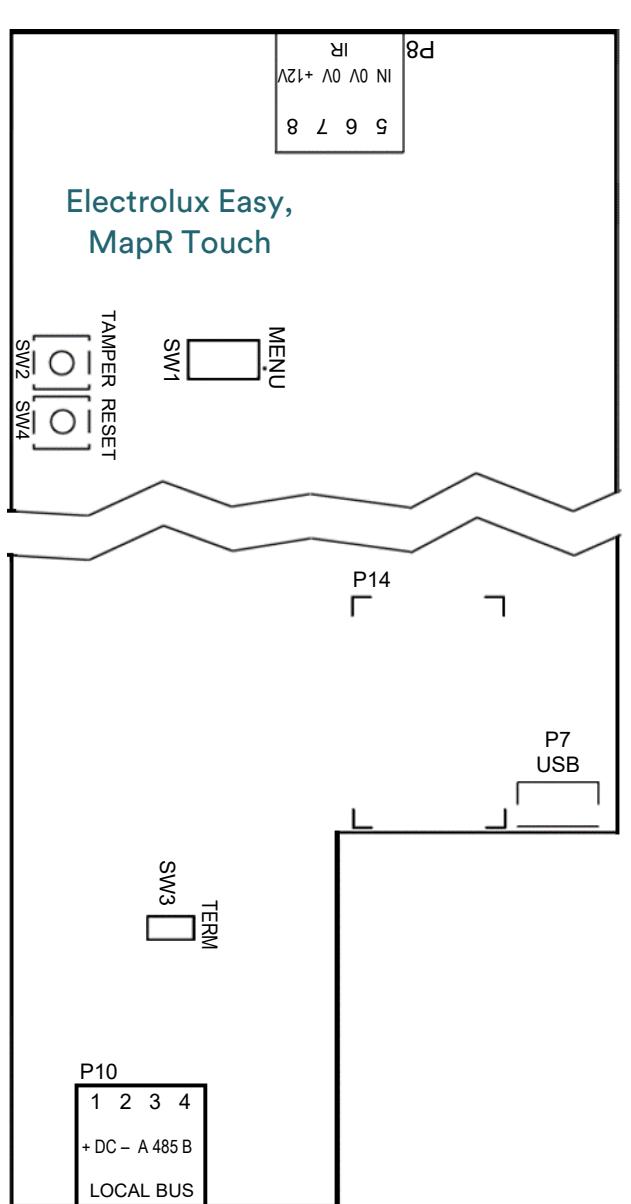 P8
5 6 7 8
IN 0V 0V +12V
IR
Electrolux Easy,
MapR Touch
SW2
TAMPER
SW4
RESET
SW1
MENU
P14
P7
USB
SW3
TERM
P10
1 2 3 4
+ DC – A 485 B
LOCAL BUS